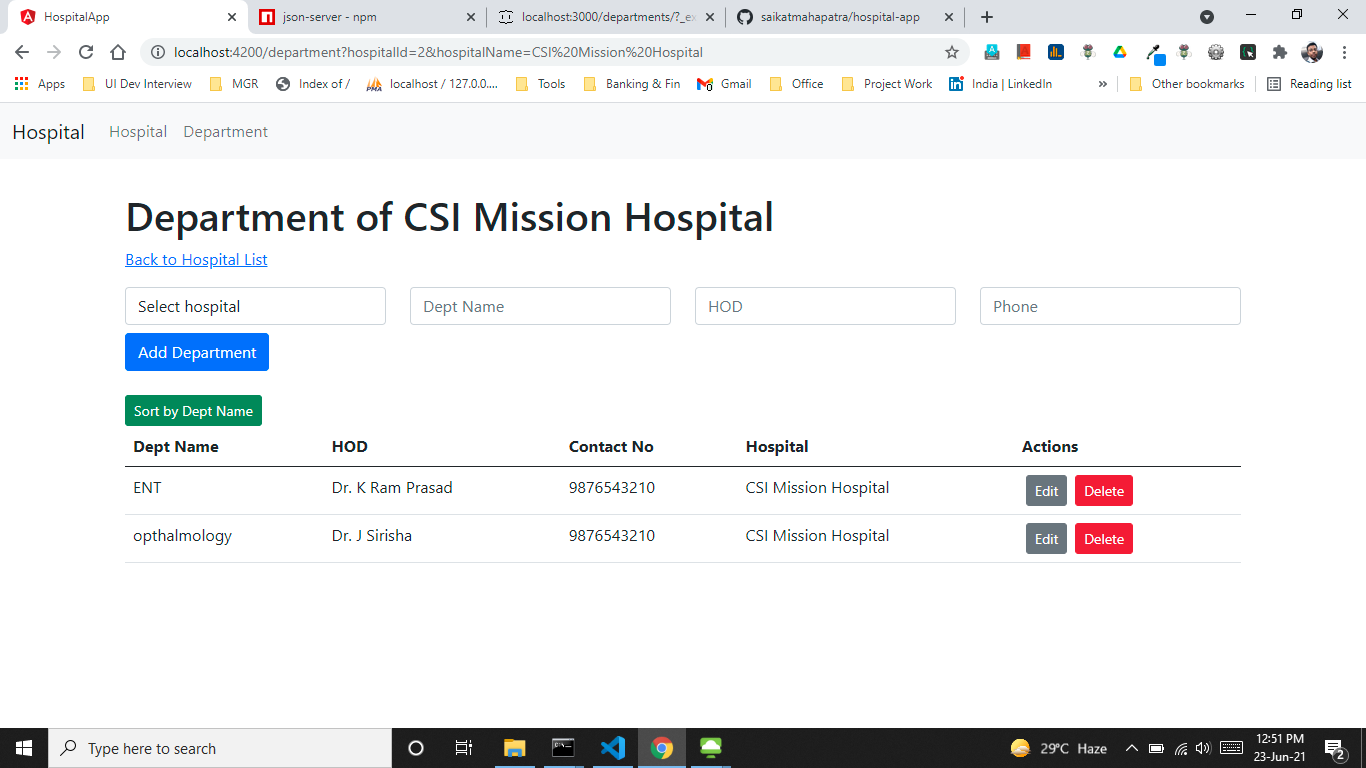 HospitalApp
json-server - npm
localhost:3000/departments/?_ex
saikatmahapatra/hospital-app
localhost:4200/department?hospitalId=2&hospitalName=CSI%20Mission%20Hospital
Apps UI Dev Interview MGR Index of / localhost / 127.0.0.... Tools Banking & Fin Gmail Office Project Work India | LinkedIn » Other bookmarks Reading list
Hospital Hospital Department
Department of CSI Mission Hospital
Back to Hospital List
Select hospital Dept Name HOD Phone
Add Department
Sort by Dept Name
Dept Name HOD Contact No Hospital Actions
ENT Dr. K Ram Prasad 9876543210 CSI Mission Hospital Edit Delete
opthalmology Dr. J Sirisha 9876543210 CSI Mission Hospital Edit Delete
Type here to search
29°C Haze
12:51 PM
23-Jun-21
2